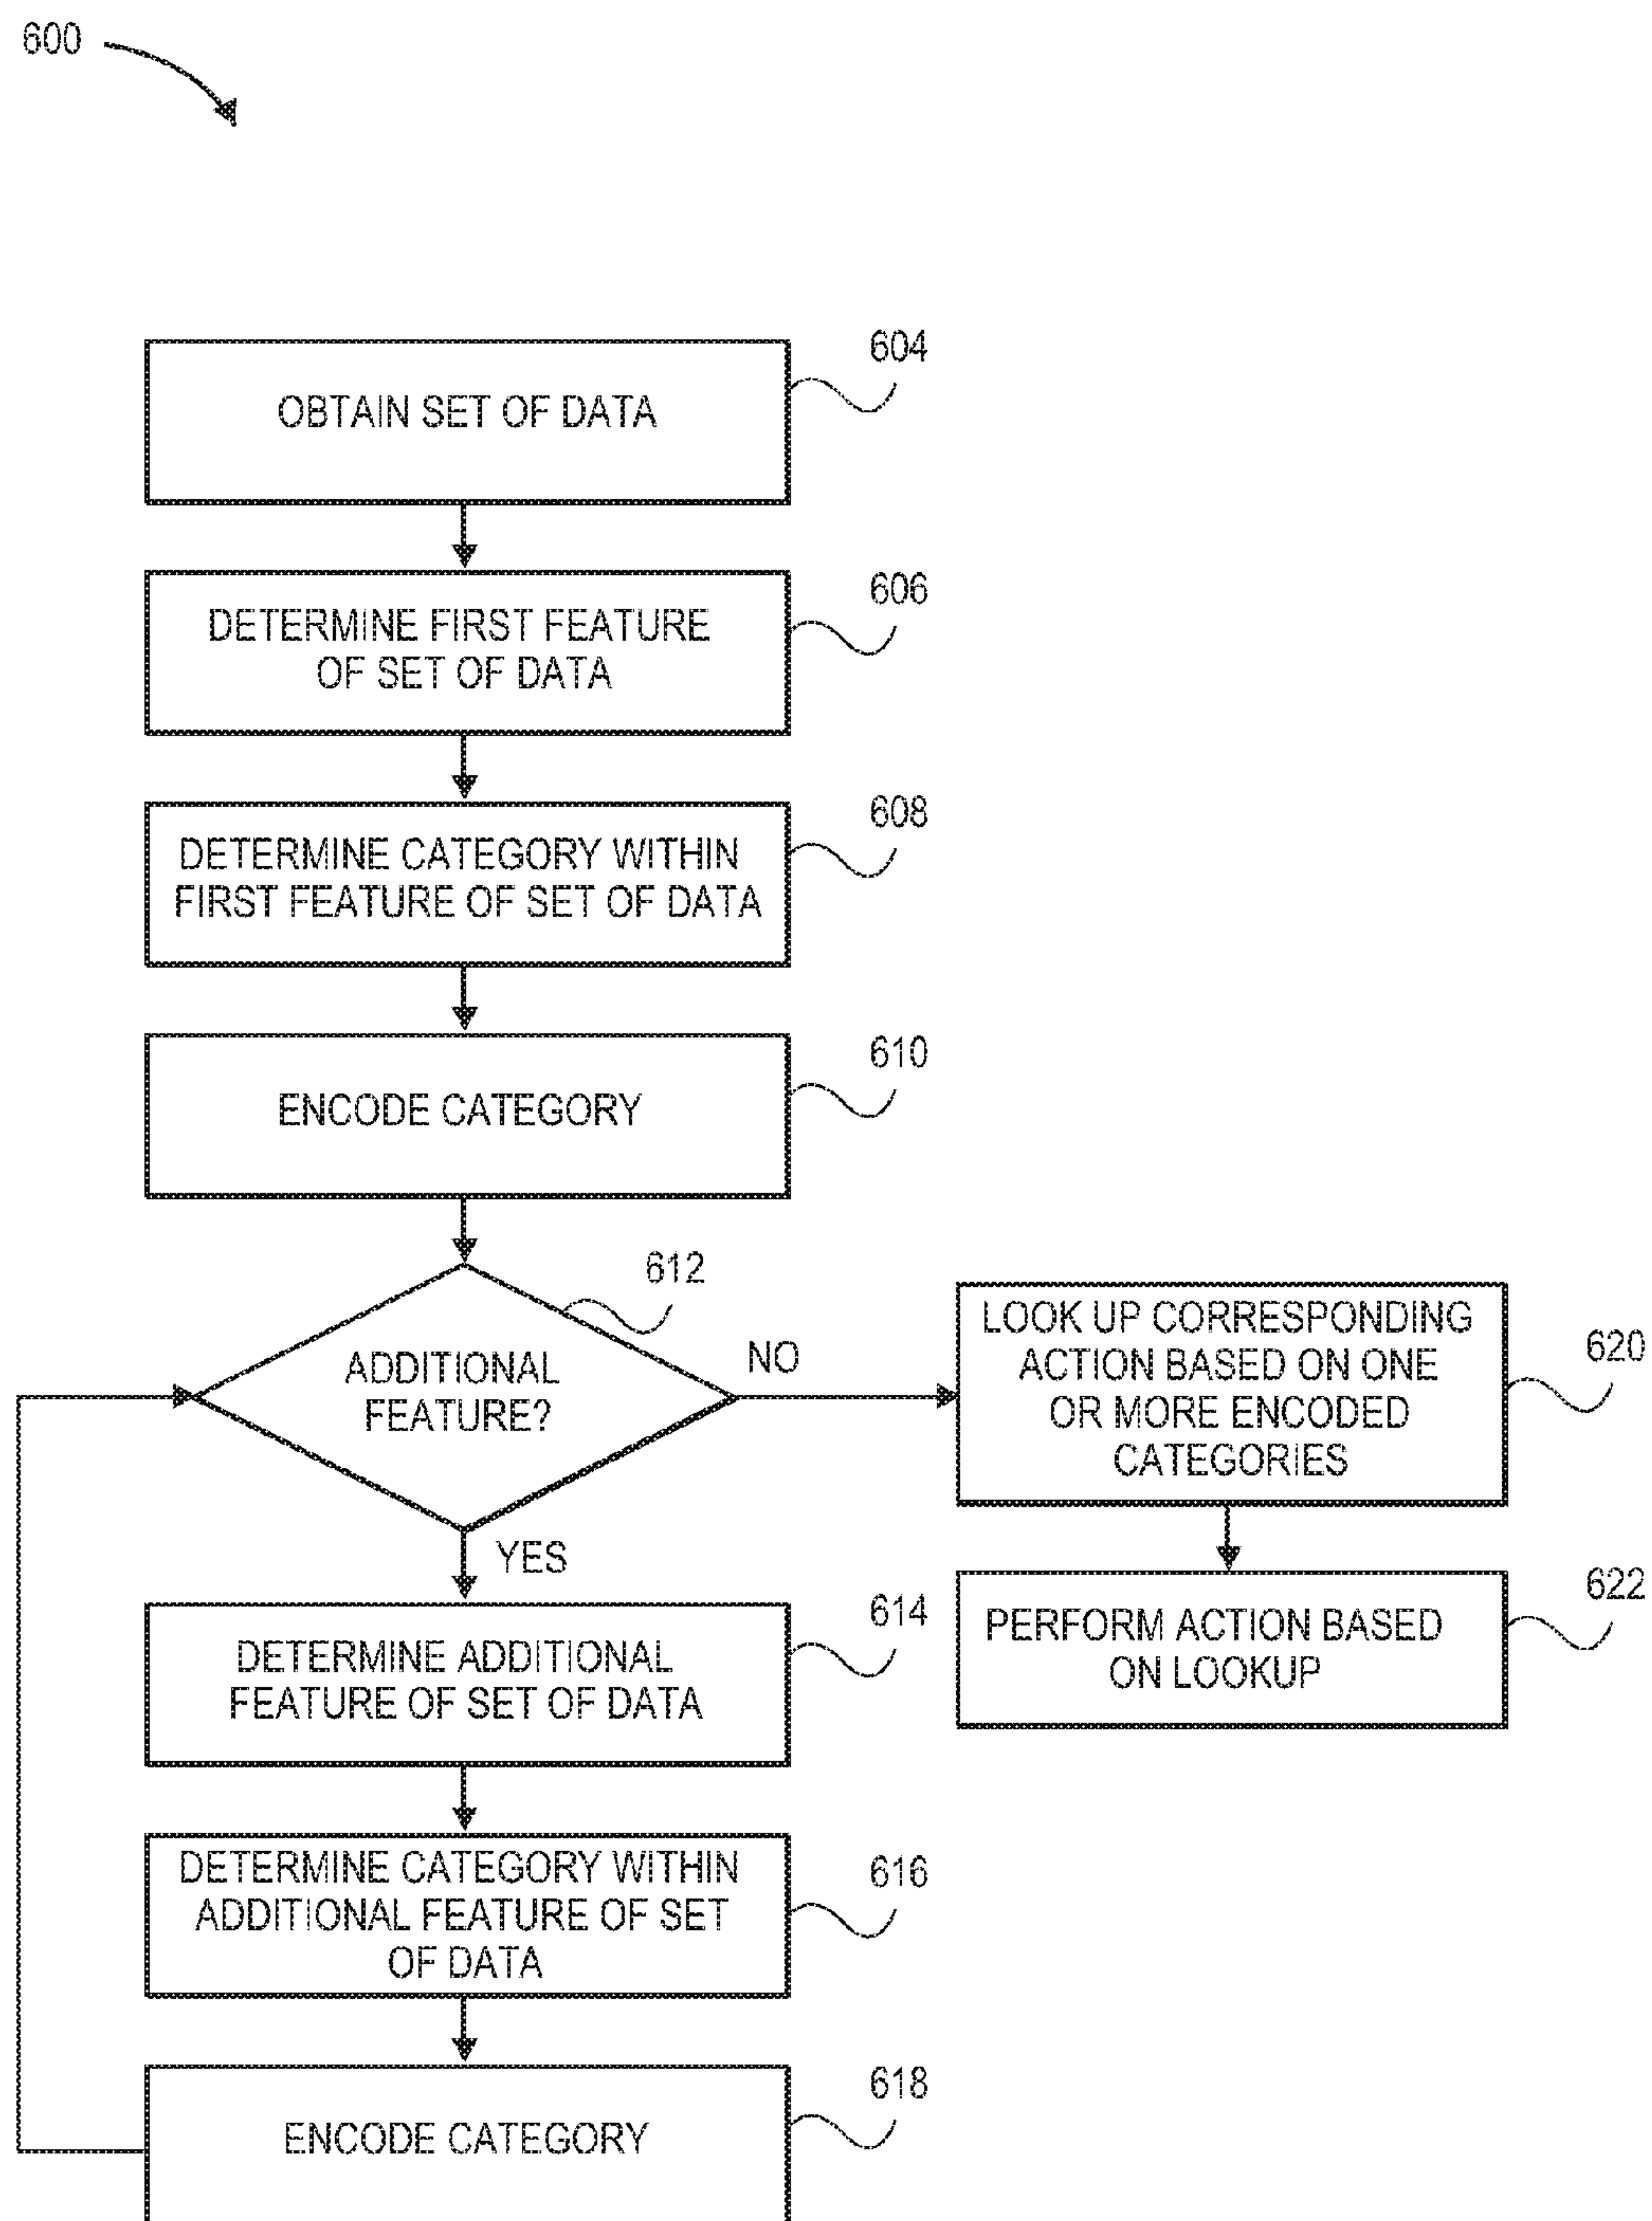 600
604
OBTAIN SET OF DATA
606
DETERMINE FIRST FEATURE
OF SET OF DATA
608
DETERMINE CATEGORY WITHIN
FIRST FEATURE OF SET OF DATA
610
ENCODE CATEGORY
612
ADDITIONAL
FEATURE?
NO
YES
LOOK UP CORRESPONDING
ACTION BASED ON ONE
OR MORE ENCODED
CATEGORIES
620
PERFORM ACTION BASED
ON LOOKUP
622
614
DETERMINE ADDITIONAL
FEATURE OF SET OF DATA
616
DETERMINE CATEGORY WITHIN
ADDITIONAL FEATURE OF SET
OF DATA
618
ENCODE CATEGORY